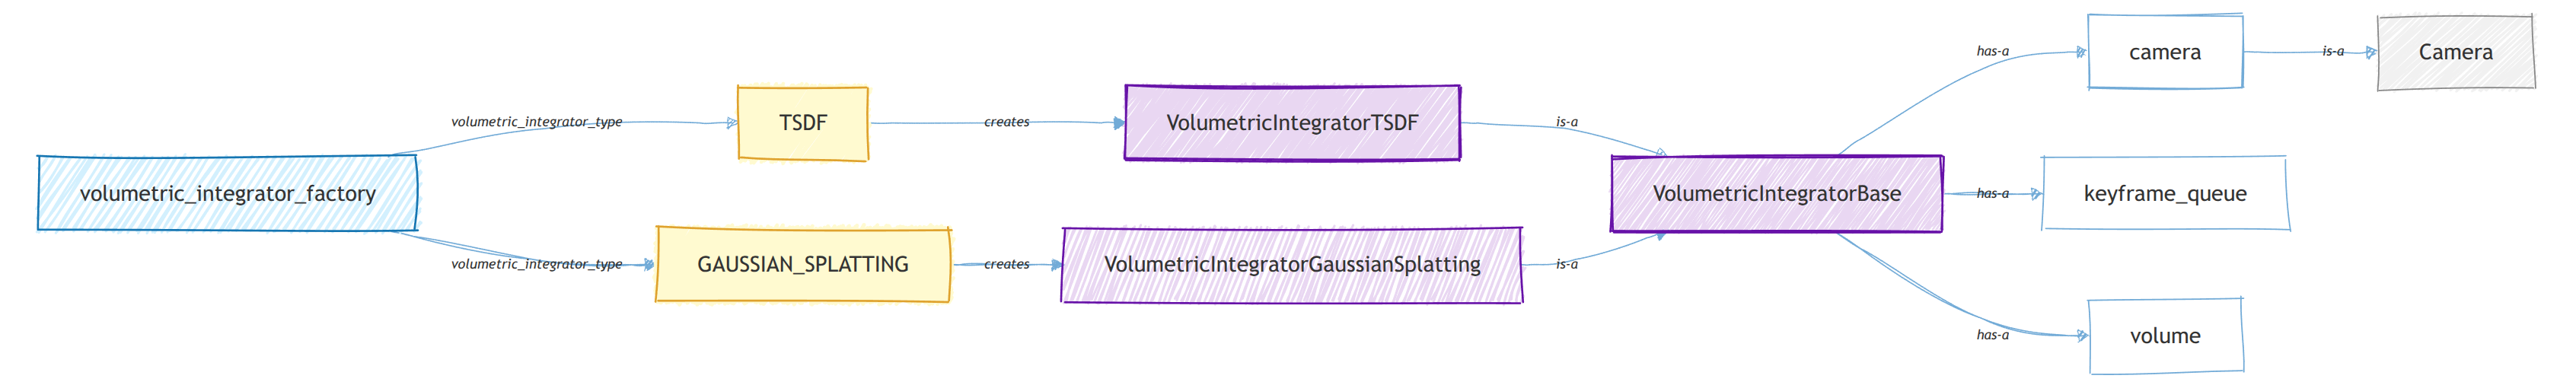 volumetric_integrator_factory
volumetric_integrator_type
volumetric_integrator_type
TSDF
GAUSSIAN_SPLATTING
creates
creates
VolumetricIntegratorTSDF
VolumetricIntegratorGaussianSplatting
is-a
is-a
VolumetricIntegratorBase
has-a
has-a
has-a
camera
keyframe_queue
volume
is-a
Camera